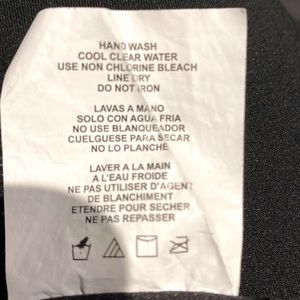 HAND WASH
COOL CLEAR WATER
USE NON CHLORINE BLEACH
LINE DRY
DO NOT IRON
LAVAS A MANO
SOLO CON AGUA FRIA
NO USE BLANQUEADOR
CUELGUESE PARA SECAR
NO LO PLANCHE
LAVER A LA MAIN
A L'EAU FROIDE
NE PAS UTILISER D'AGENT
DE BLANCHIMENT
ETENDRE POUR SECHER
NE PAS REPASSER